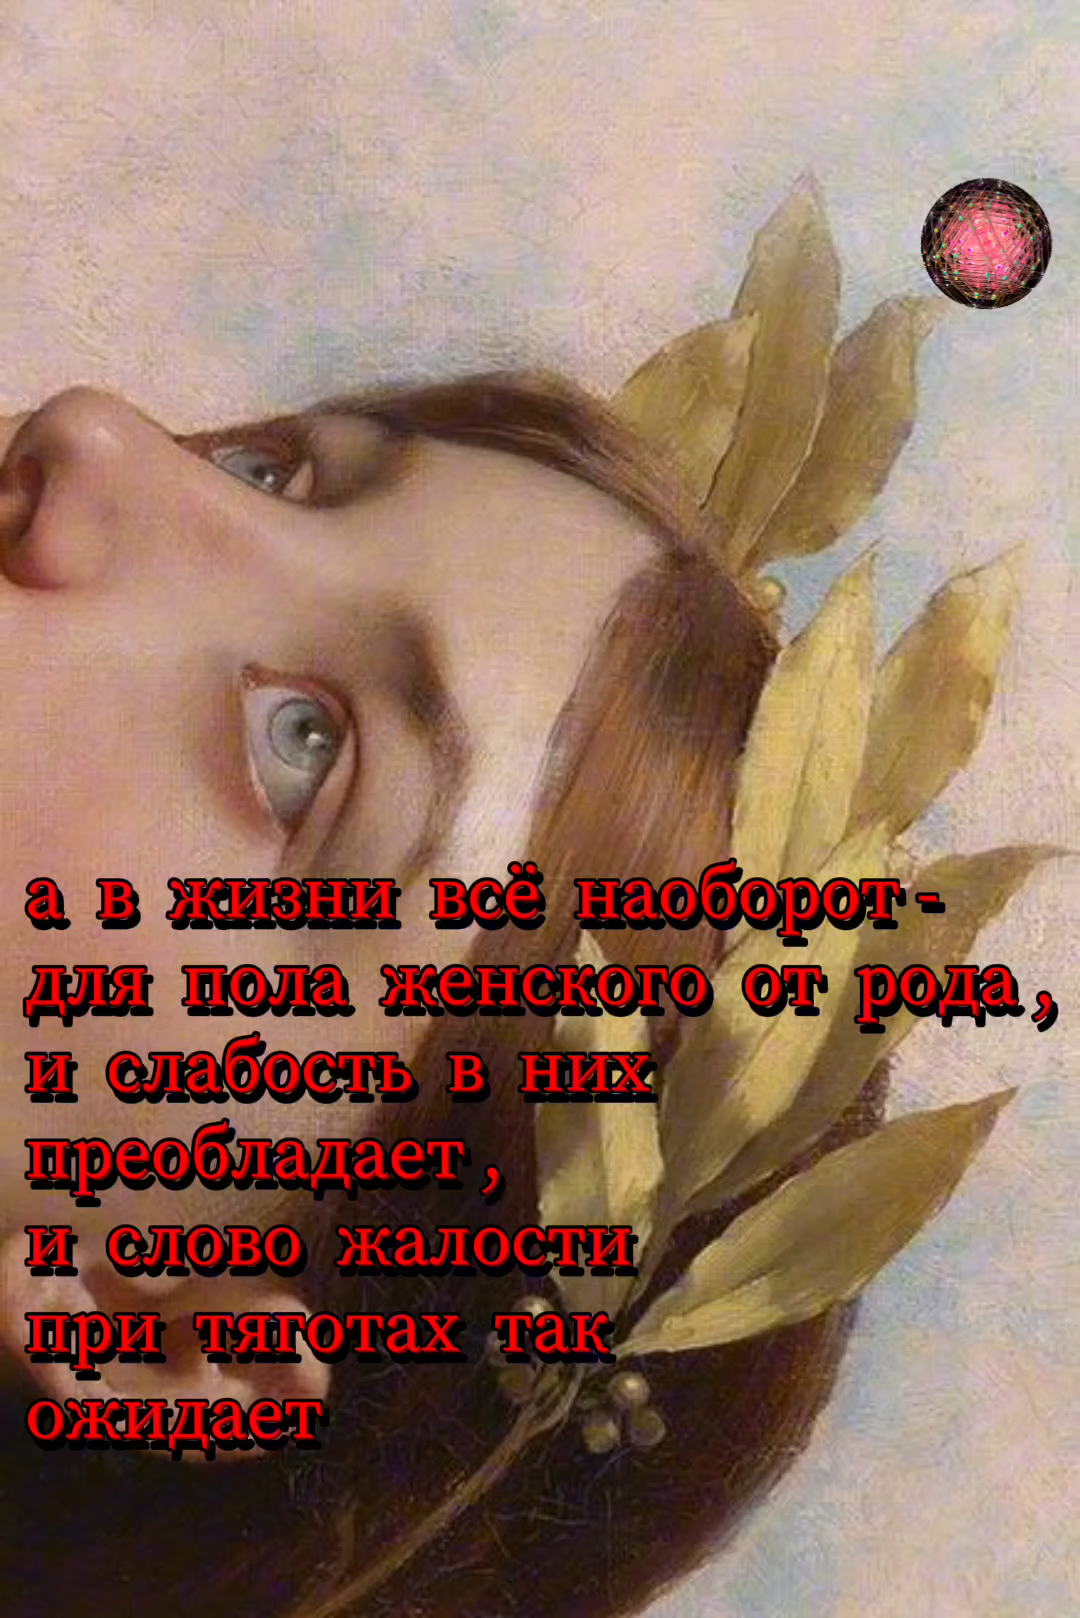 а в жизни всё наоборот-
для пола женского от рода,
и слабость в них
преобладает,
и слово жалости
при тяготах так
ожидает